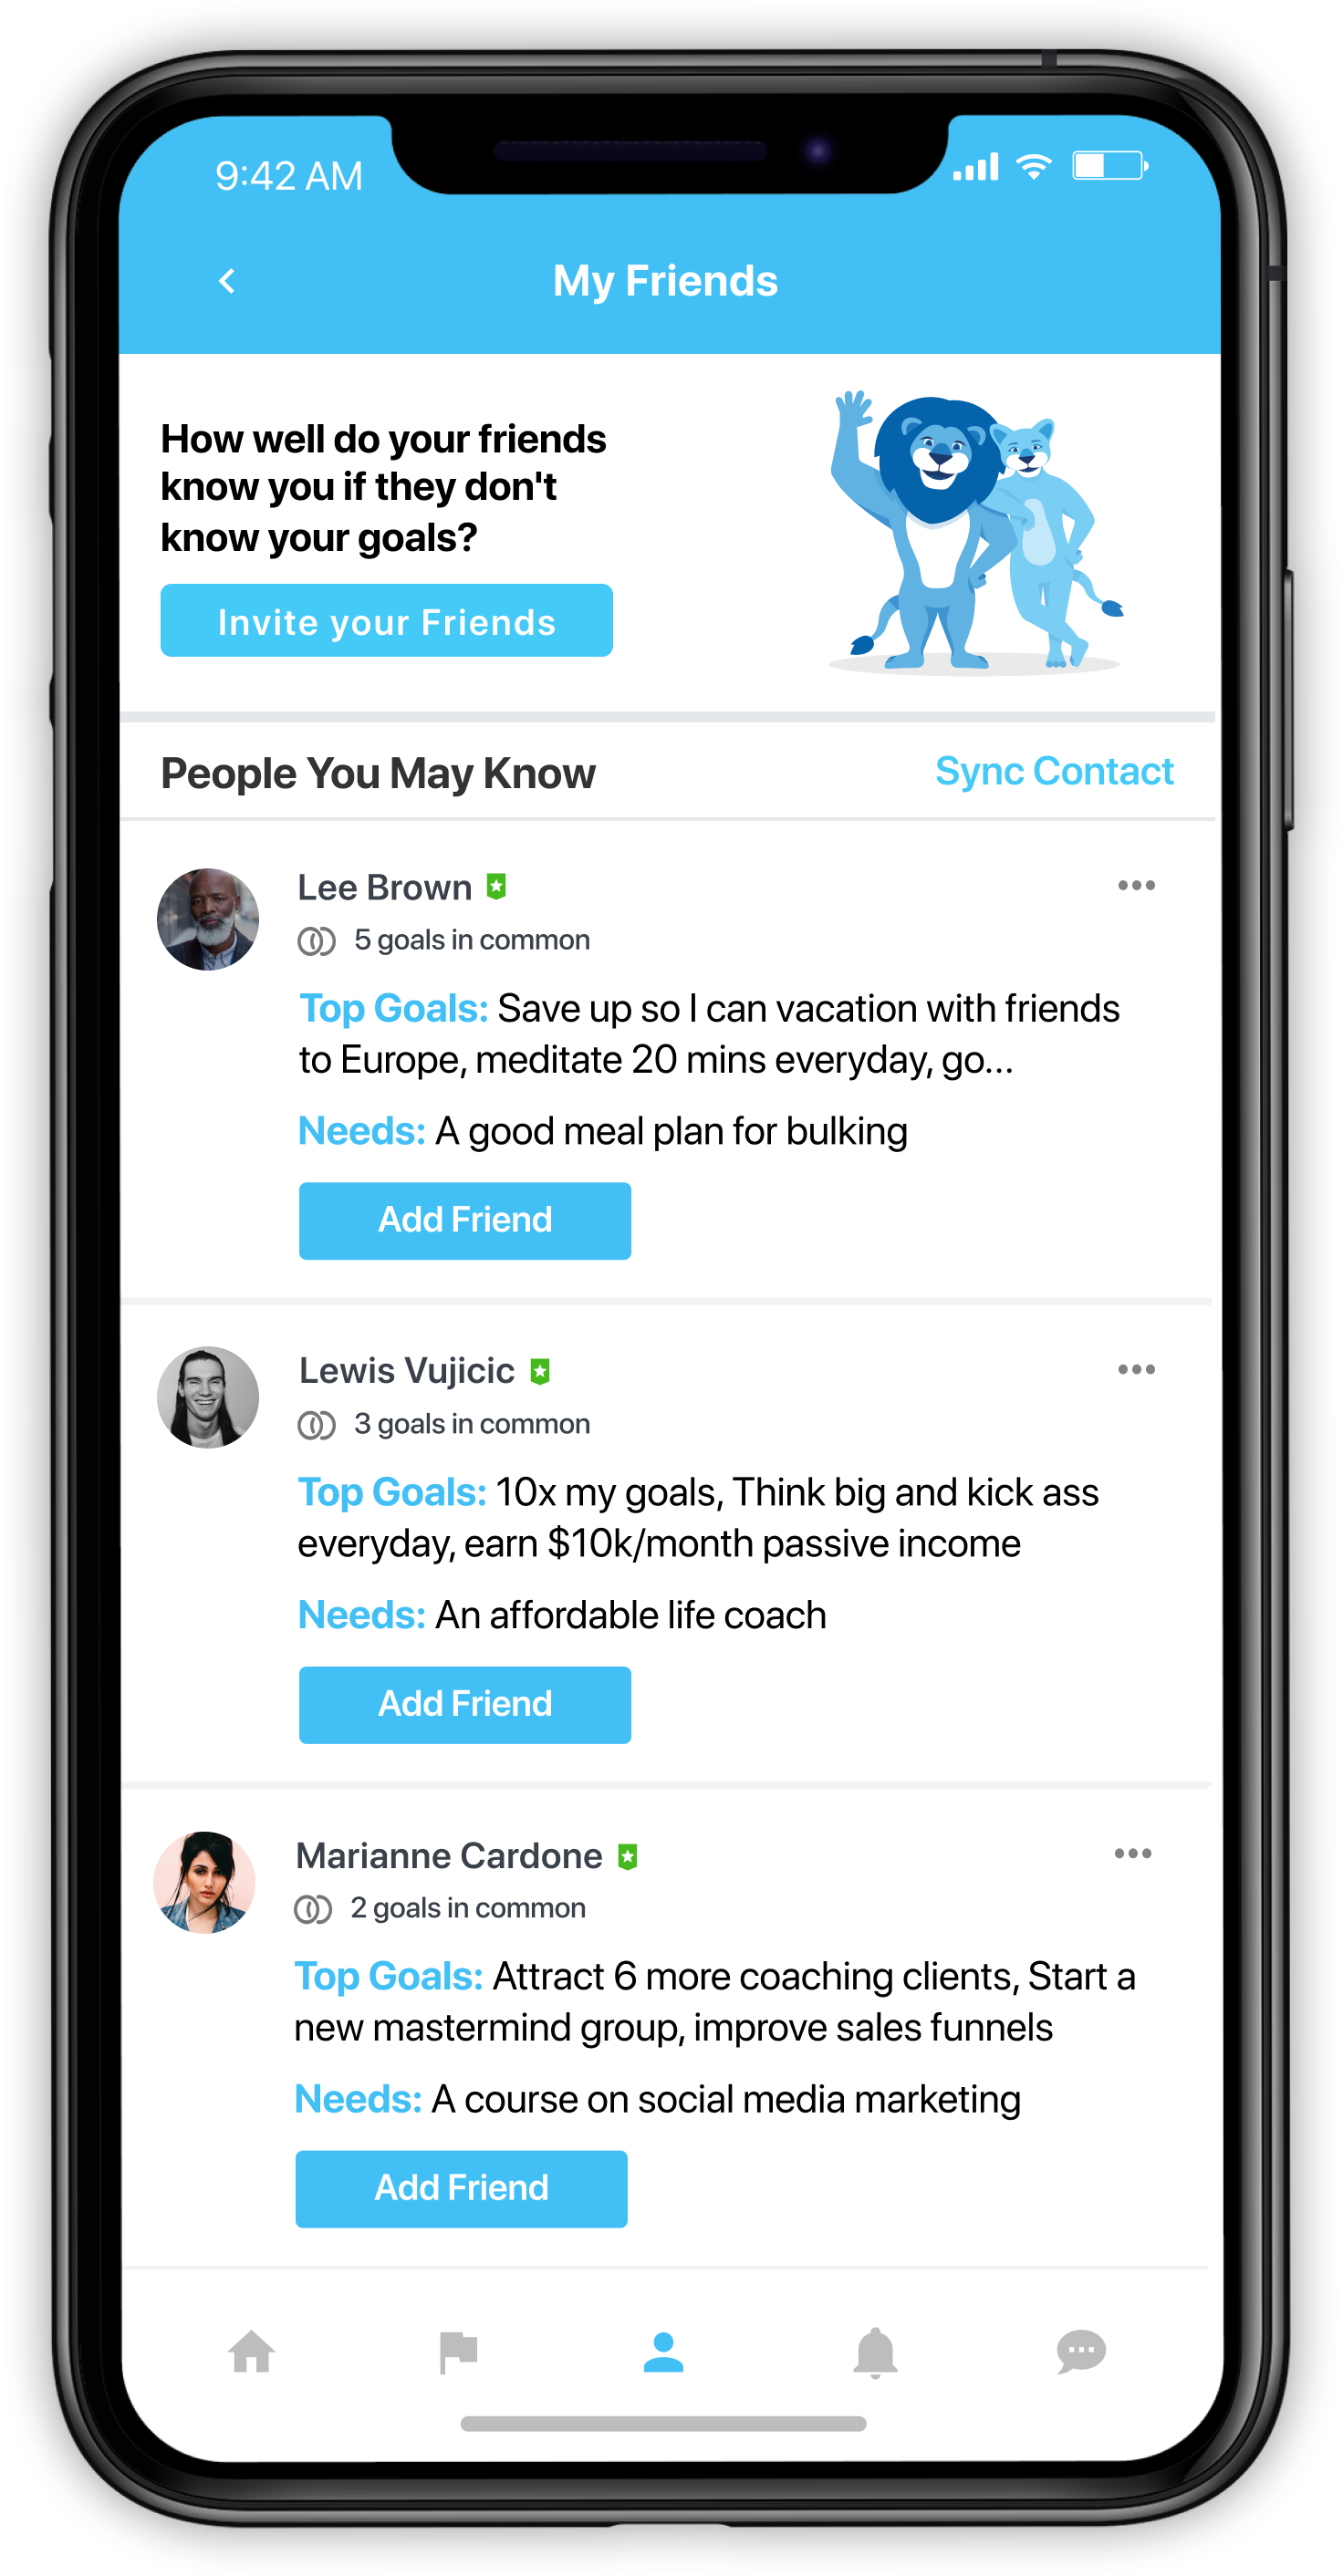 9:42 AM
My Friends
How well do your friends
know you if they don't
know your goals?
Invite your Friends
People You May Know
Sync Contact
Lee Brown
5 goals in common
Top Goals: Save up so I can vacation with friends
to Europe, meditate 20 mins everyday, go...
Needs: A good meal plan for bulking
Add Friend
Lewis Vujicic
3 goals in common
Top Goals: 10x my goals, Think big and kick ass
everyday, earn $10k/month passive income
Needs: An affordable life coach
Add Friend
Marianne Cardone
2 goals in common
Top Goals: Attract 6 more coaching clients, Start a
new mastermind group, improve sales funnels
Needs: A course on social media marketing
Add Friend